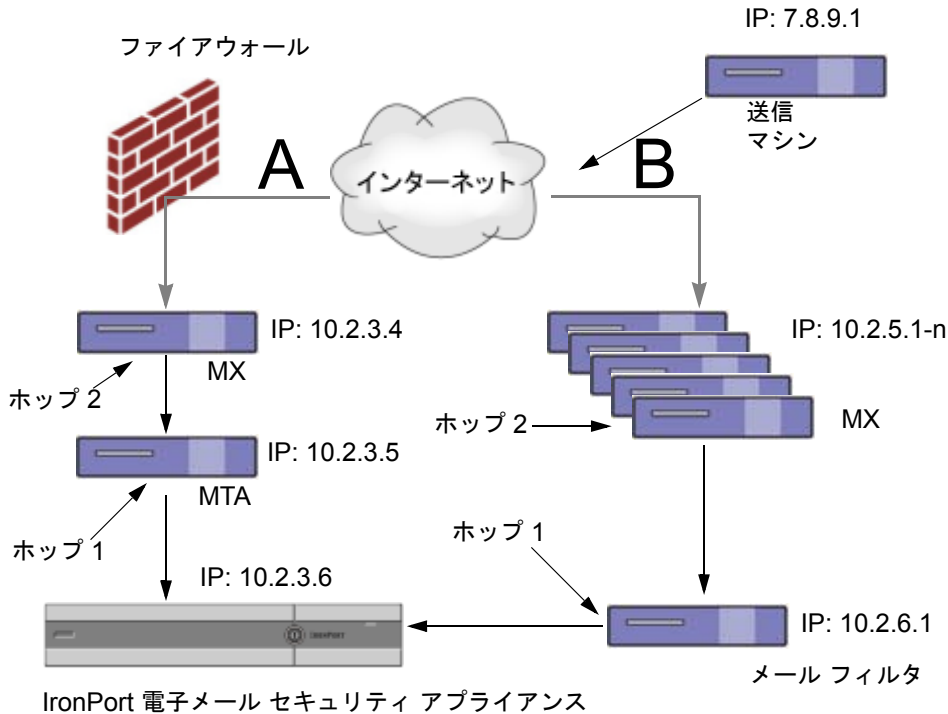 IP: 7.8.9.1
ファイアウォール
送信
マシン
A
B
インターネット
IP: 10.2.3.4
IP: 10.2.5.1-n
MX
ホップ 2
ホップ 2
MX
IP: 10.2.3.5
MTA
ホップ 1
ホップ 1
IP: 10.2.3.6
IRONPORT
IP: 10.2.6.1
メール フィルタ
IronPort 電子メール セキュリティ アプライアンス